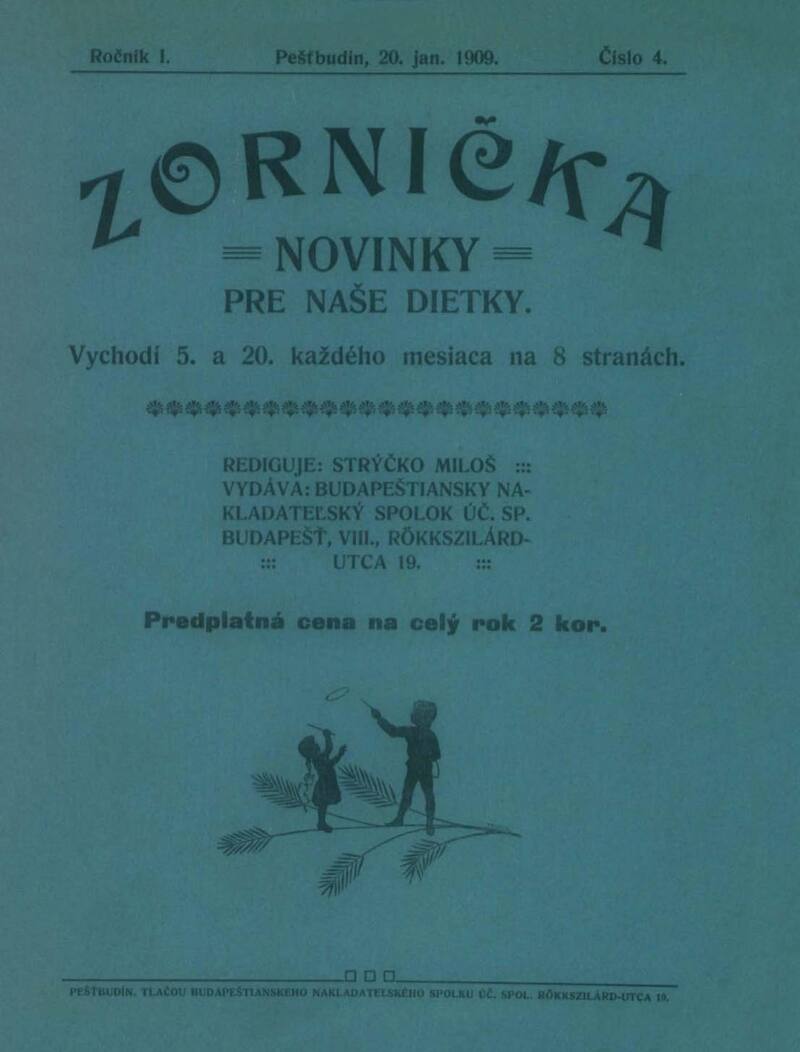 Ročník I. Pešťbudín, 20. jan. 1909. Číslo 4.
ZORNIČKA
NOVINKY
PRE NAŠE DIETKY.
Vychodí 5. a 20. každého mesiaca na 8 stranách.
REDIGUJE: STRÝČKO MILOŠ :::
VYDÁVA: BUDAPEŠTIANSKY NA-
KLADATEĽSKÝ SPOLOK ÚČ. SP.
BUDAPEŠŤ, VIII., RÖKKSZILÁRD-
::: UTCA 19. :::
Predplatná cena na celý rok 2 kor.
PEŠŤBUDÍN. TLAČOU BUDAPEŠTIANSKEHO NAKLADATEĽSKÉHO SPOLKU ÚČ. SPOL. RÖKKSZILÁRD-UTCA 19.